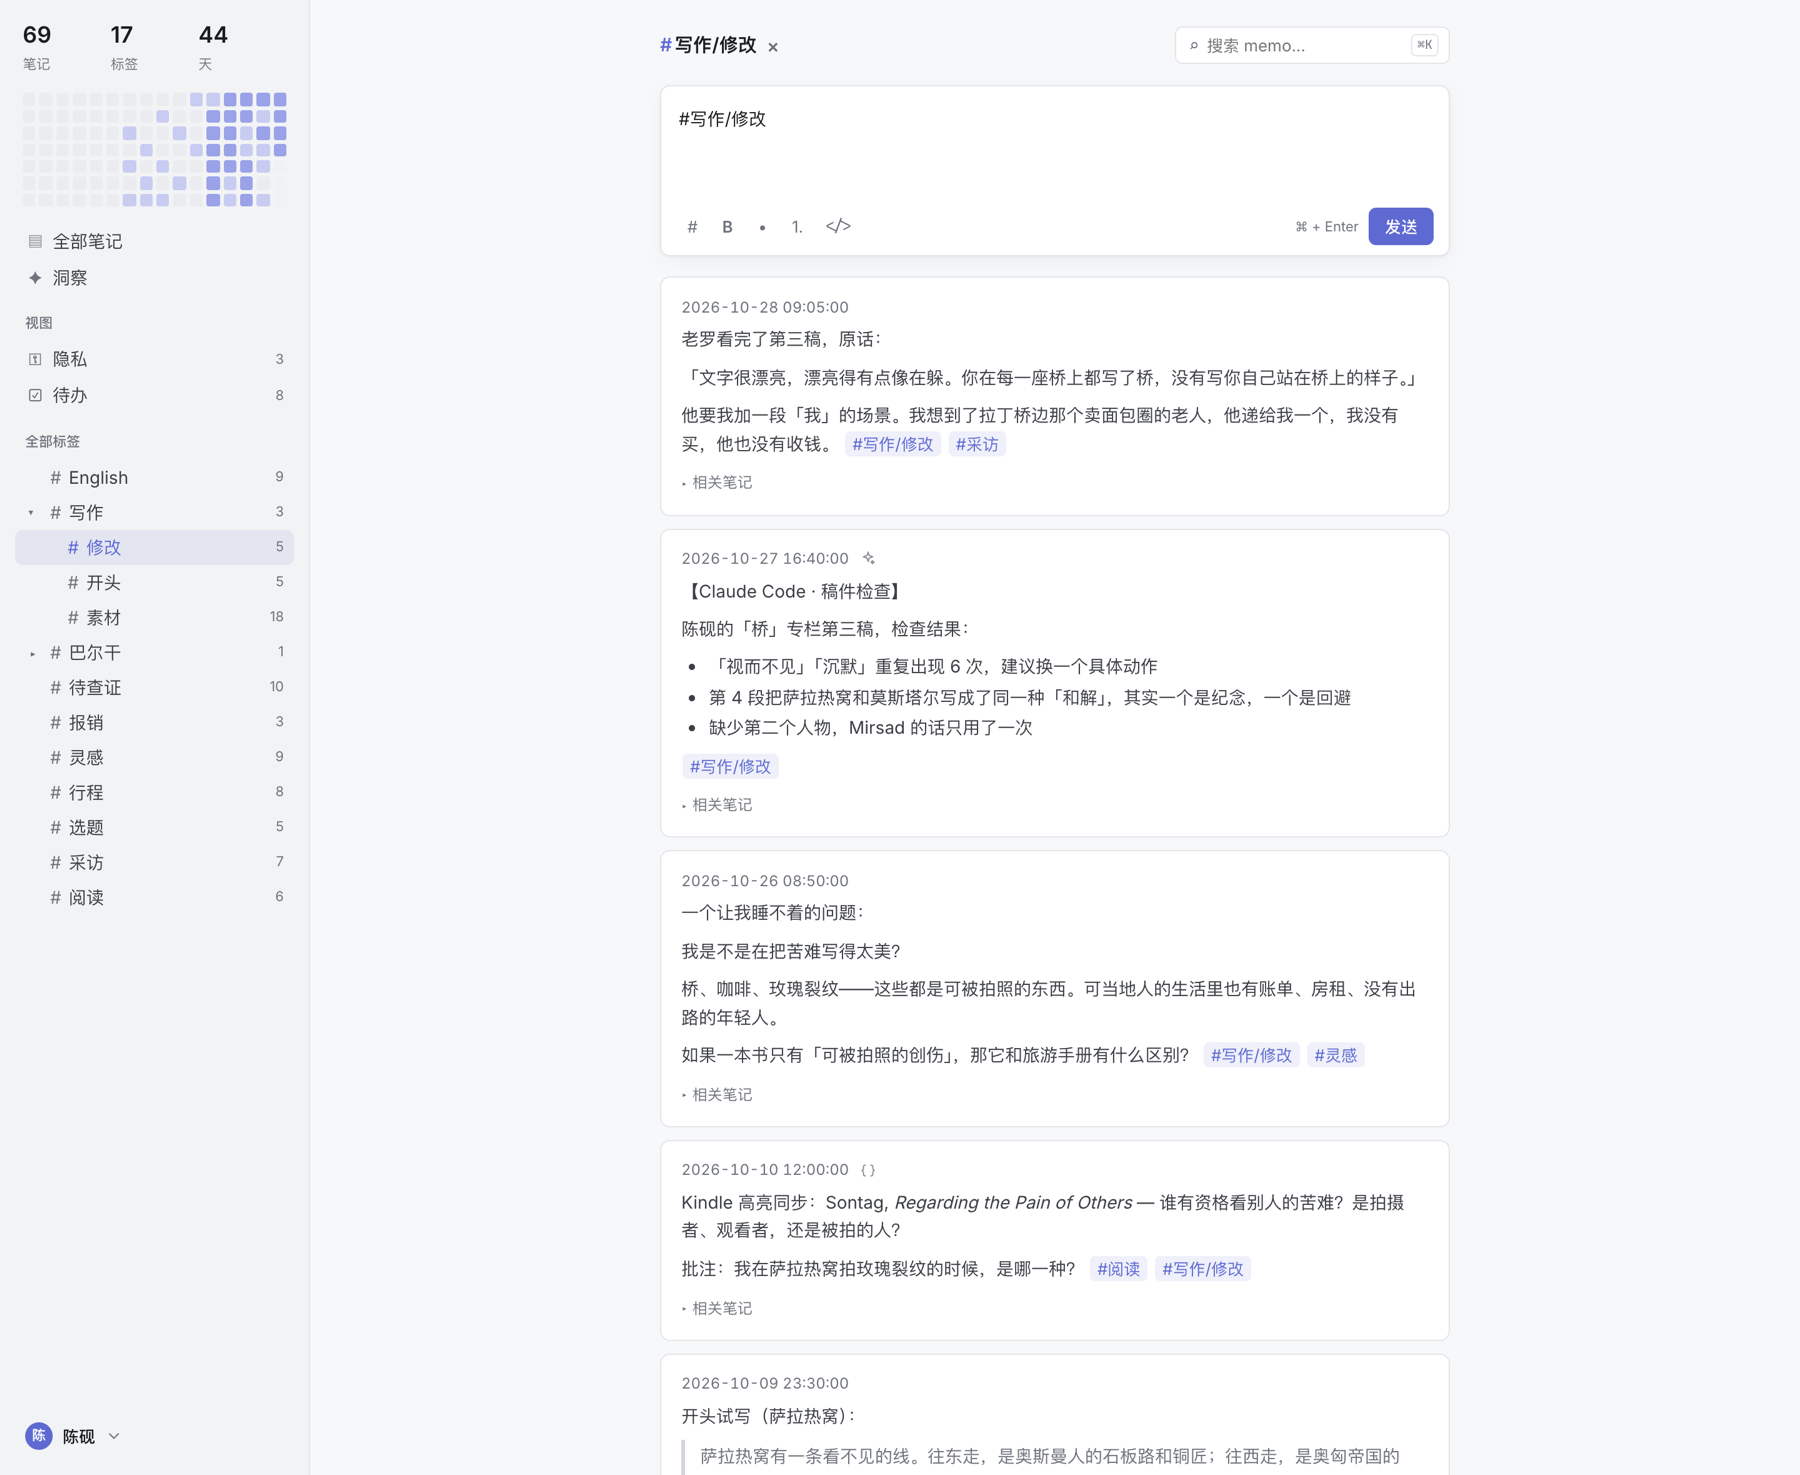 69 17 44
笔记 标签 天
全部笔记
洞察
视图
隐私 3
待办 8
全部标签
# English 9
# 写作 3
# 修改 5
# 开头 5
# 素材 18
# 巴尔干 1
# 待查证 10
# 报销 3
# 灵感 9
# 行程 8
# 选题 5
# 采访 7
# 阅读 6
陈 陈砚
#写作/修改 ×
搜索 memo... ⌘K
#写作/修改
# B • 1. </> ⌘ + Enter 发送
2026-10-28 09:05:00
老罗看完了第三稿，原话：
「文字很漂亮，漂亮得有点像在躲。你在每一座桥上都写了桥，没有写你自己站在桥上的样子。」
他要我加一段「我」的场景。我想到了拉丁桥边那个卖面包圈的老人，他递给我一个，我没有
买，他也没有收钱。 #写作/修改 #采访
相关笔记
2026-10-27 16:40:00
【Claude Code · 稿件检查】
陈砚的「桥」专栏第三稿，检查结果：
• 「视而不见」「沉默」重复出现 6 次，建议换一个具体动作
• 第 4 段把萨拉热窝和莫斯塔尔写成了同一种「和解」，其实一个是纪念，一个是回避
• 缺少第二个人物，Mirsad 的话只用了一次
#写作/修改
相关笔记
2026-10-26 08:50:00
一个让我睡不着的问题：
我是不是在把苦难写得太美？
桥、咖啡、玫瑰裂纹——这些都是可被拍照的东西。可当地人的生活里也有账单、房租、没有出
路的年轻人。
如果一本书只有「可被拍照的创伤」，那它和旅游手册有什么区别？ #写作/修改 #灵感
相关笔记
2026-10-10 12:00:00 {}
Kindle 高亮同步：Sontag, Regarding the Pain of Others — 谁有资格看别人的苦难？是拍摄
者、观看者，还是被拍的人？
批注：我在萨拉热窝拍玫瑰裂纹的时候，是哪一种？ #阅读 #写作/修改
相关笔记
2026-10-09 23:30:00
开头试写（萨拉热窝）：
萨拉热窝有一条看不见的线。往东走，是奥斯曼人的石板路和铜匠；往西走，是奥匈帝国的